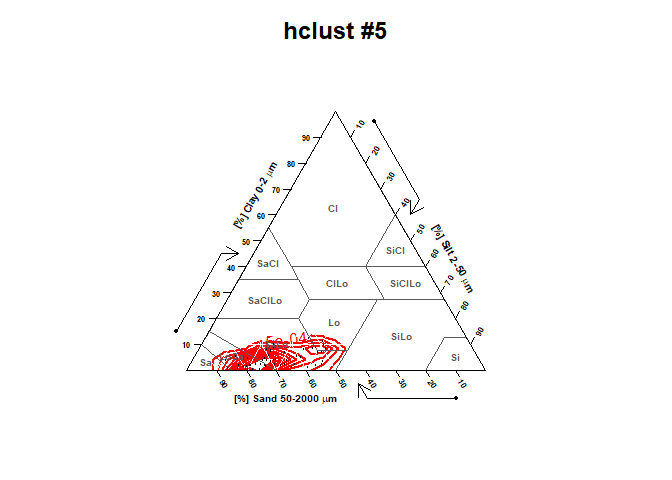 hclust #5
90
80
70
60
50
40
30
20
10
[%] Clay 0-2 μm
10
20
30
40
50
60
70
80
90
[%] Silt 2-50 μm
Cl
SiCl
SaCl
ClLo
SiClLo
SaClLo
Lo
SiLo
Si
Sa
5e-04
90
80
70
60
50
40
30
20
10
[%] Sand 50-2000 μm